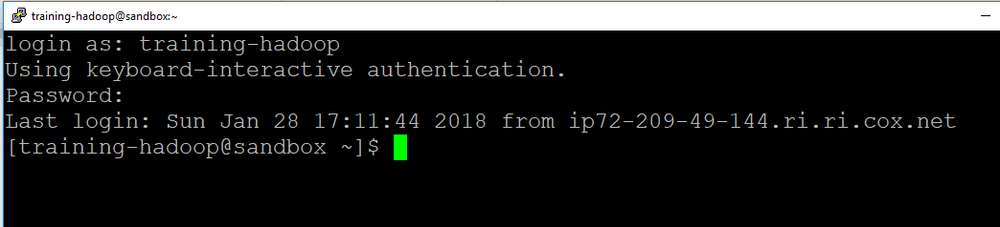 training-hadoop@sandbox:~
login as: training-hadoop
Using keyboard-interactive authentication.
Password:
Last login: Sun Jan 28 17:11:44 2018 from ip72-209-49-144.ri.ri.cox.net
[training-hadoop@sandbox ~]$